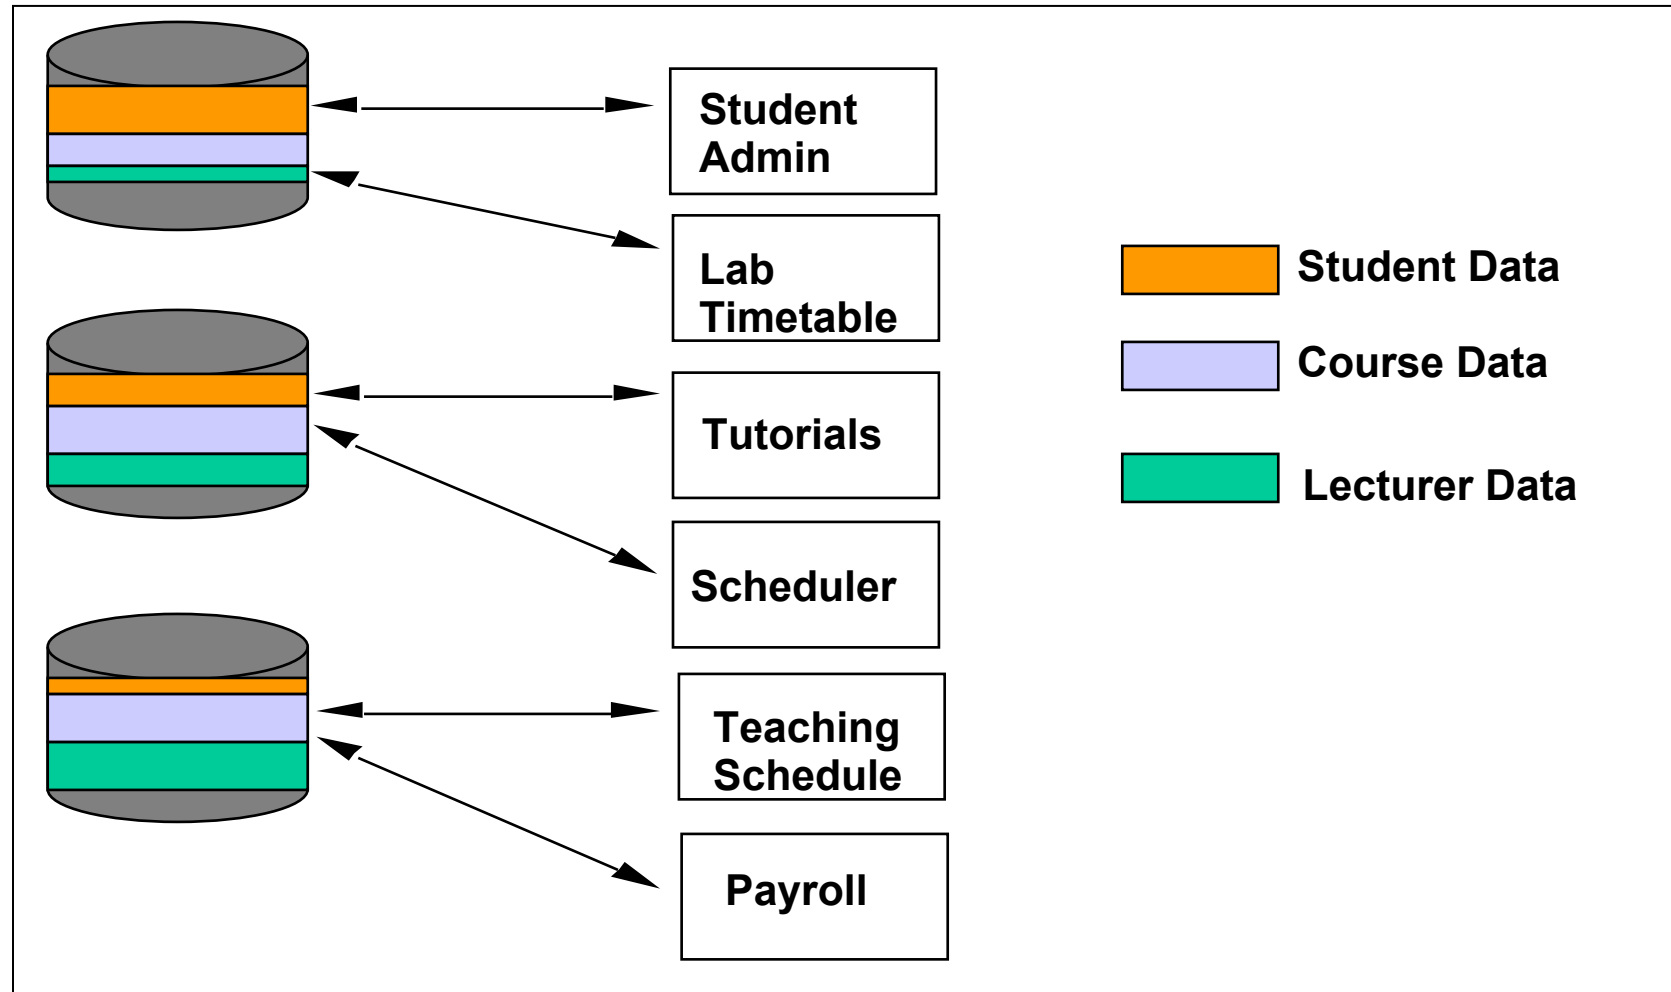 Student
Admin
Lab
Timetable
Tutorials
Scheduler
Teaching
Schedule
Payroll
Student Data
Course Data
Lecturer Data